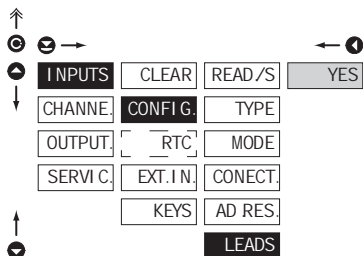 INPUTS CLEAR READ/S YES
CHANNE. CONFIG. TYPE
OUTPUT. RTC MODE
SERVIC. EXT.IN. CONECT.
KEYS AD RES.
LEADS